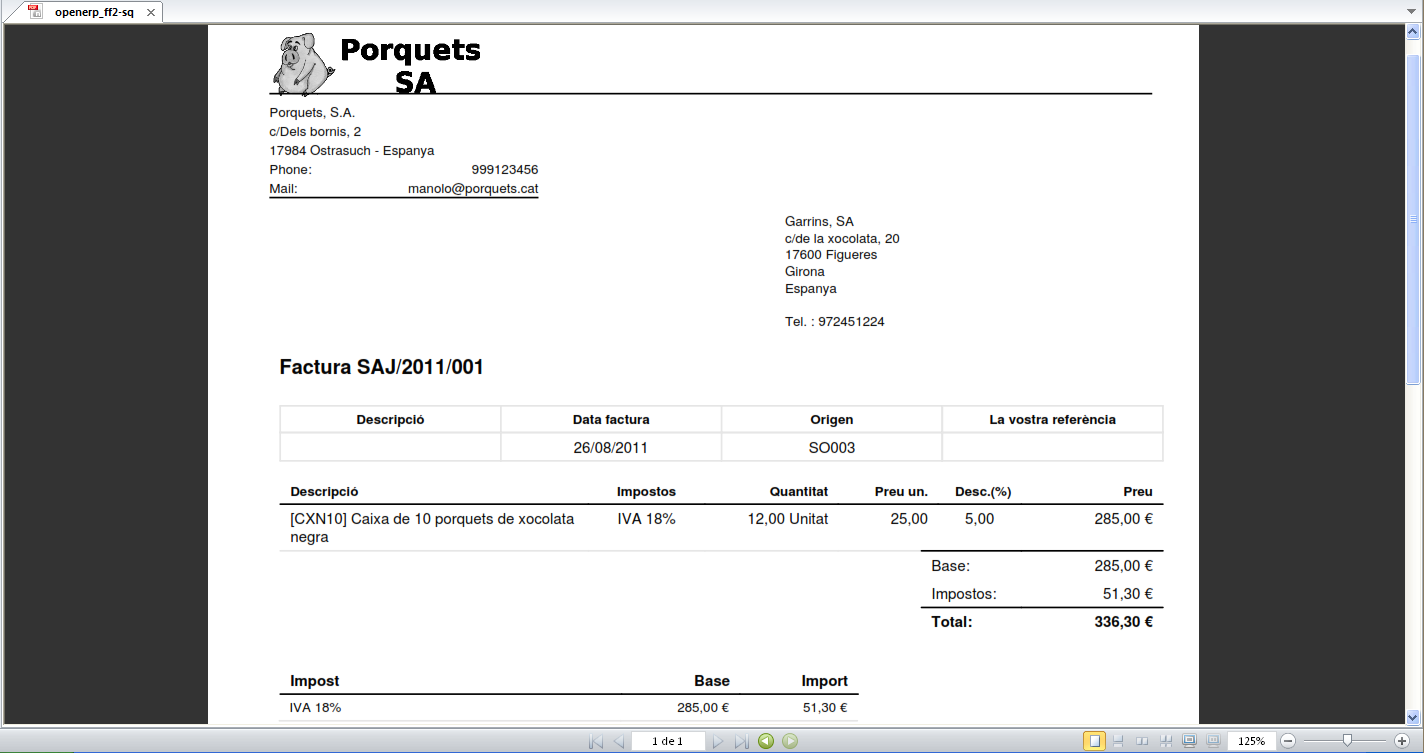 openerp_ff2-sq
Porquets
SA
Porquets, S.A.
c/Dels bornis, 2
17984 Ostrasuch - Espanya
Phone: 999123456
Mail: manolo@porquets.cat
Garrins, SA
c/de la xocolata, 20
17600 Figueres
Girona
Espanya
Tel. : 972451224
Factura SAJ/2011/001
Descripció Data factura Origen La vostra referència
26/08/2011 SO003
Descripció Impostos Quantitat Preu un. Desc.(%) Preu
[CXN10] Caixa de 10 porquets de xocolata IVA 18% 12,00 Unitat 25,00 5,00 285,00 €
negra
Base: 285,00 €
Impostos: 51,30 €
Total: 336,30 €
Impost Base Import
IVA 18% 285,00 € 51,30 €
1 de 1 125%